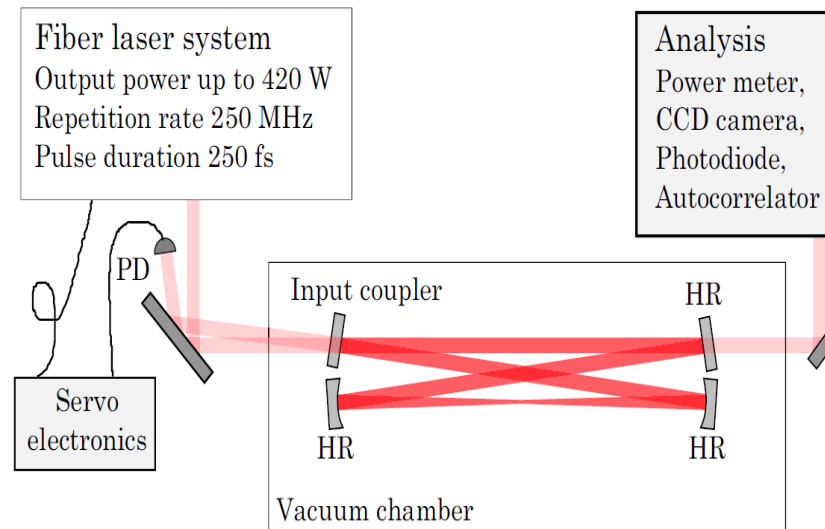 Fiber laser system
Output power up to 420 W
Repetition rate 250 MHz
Pulse duration 250 fs
Analysis
Power meter,
CCD camera,
Photodiode,
Autocorrelator
PD
Input coupler
HR
Servo
electronics
HR
HR
Vacuum chamber